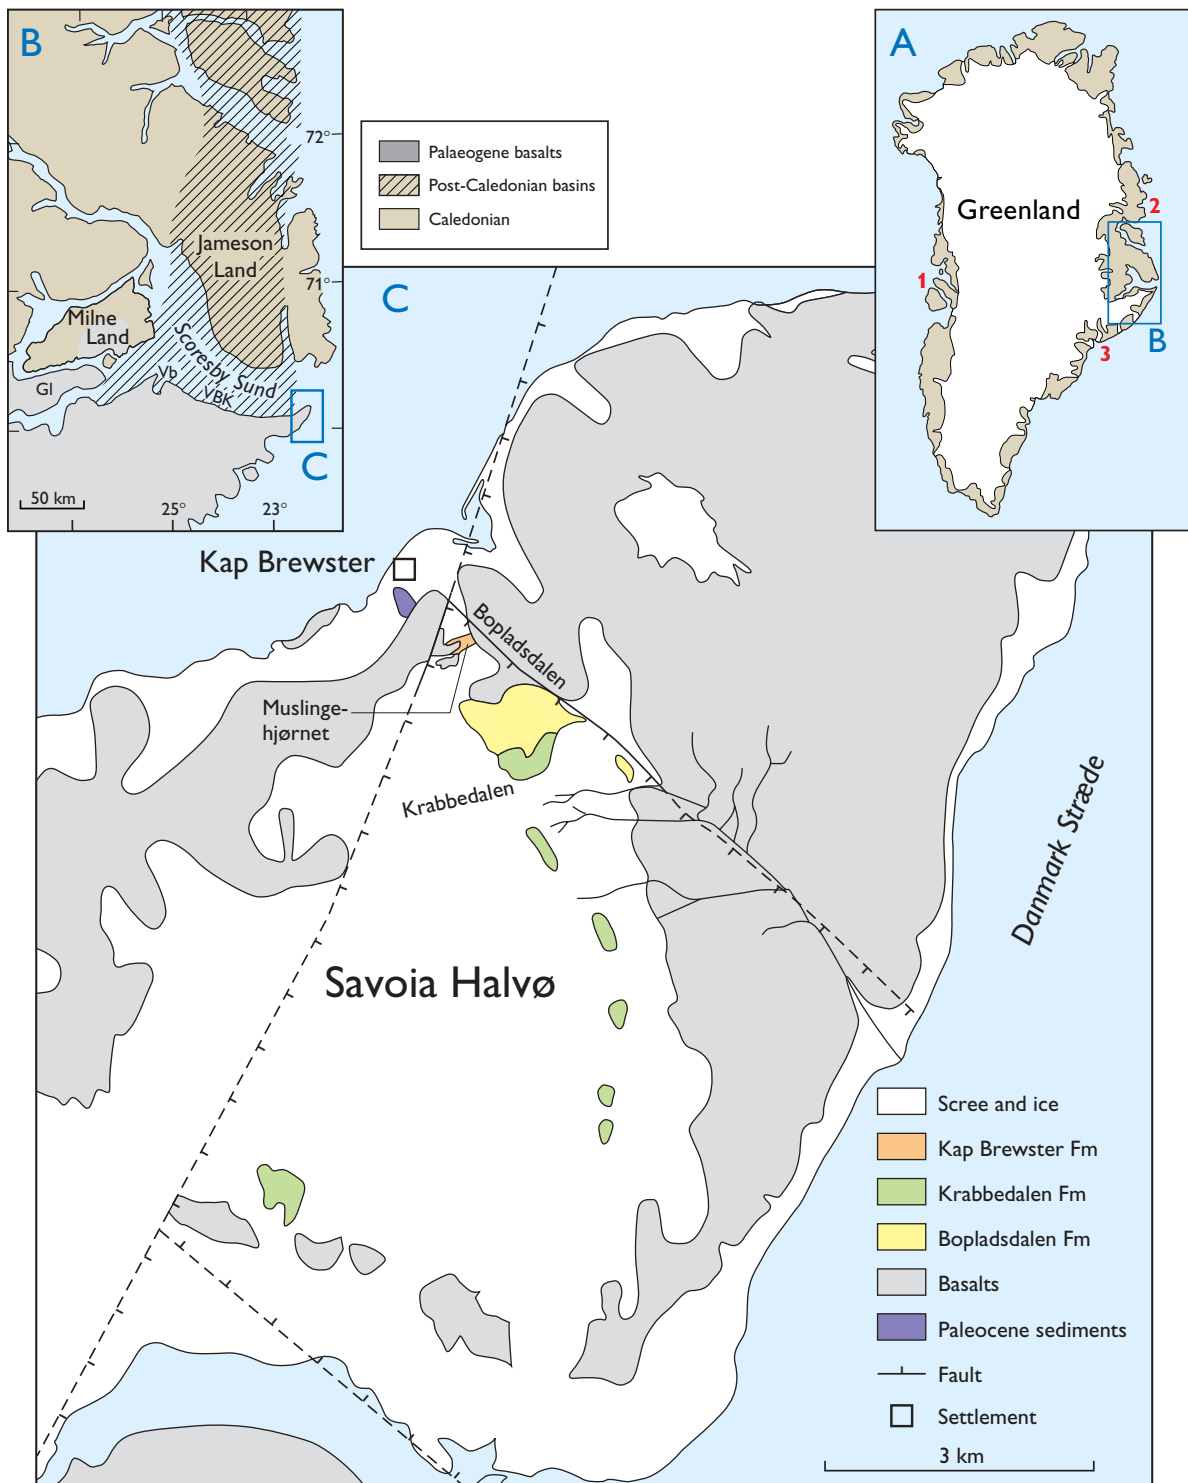 B
72°
Jameson
Land
71°
Milne
Land
Scoresby Sund
Gl
Vb
VBK
C
50 km
25°
23°
Palaeogene basalts
Post-Caledonian basins
Caledonian
A
Greenland
1
2
3
B
C
Kap Brewster
Bopladsdalen
Muslinge-
hjørnet
Krabbedalen
Savoia Halvø
Danmark Stræde
Scree and ice
Kap Brewster Fm
Krabbedalen Fm
Bopladsdalen Fm
Basalts
Paleocene sediments
Fault
Settlement
3 km